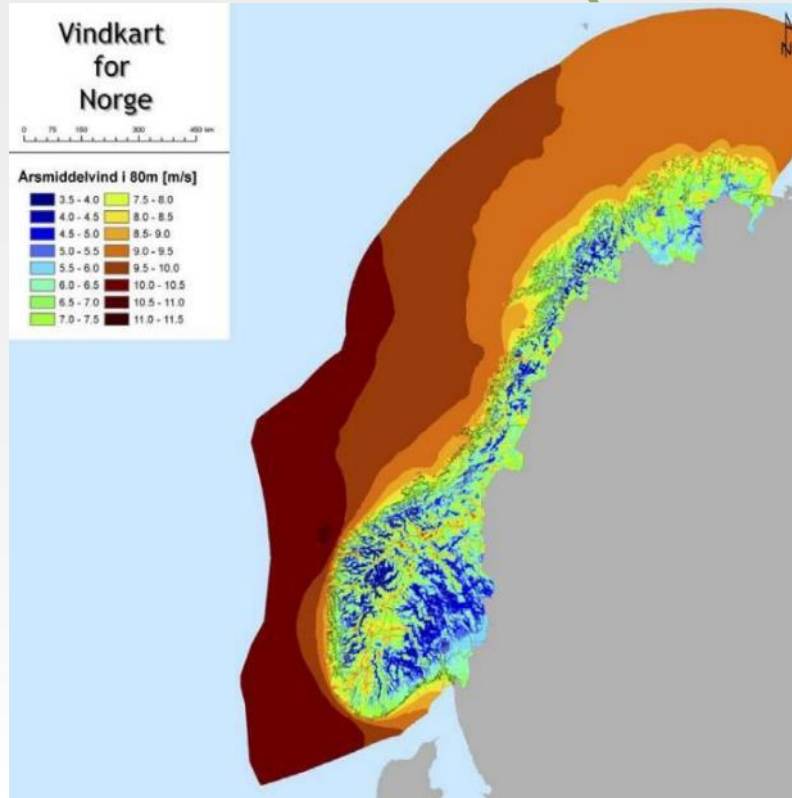 Vindkart
for
Norge
0 75 150 300 450 km
Årsmiddelvind i 80m [m/s]
3.5 - 4.0 7.5 - 8.0
4.0 - 4.5 8.0 - 8.5
4.5 - 5.0 8.5- 9.0
5.0 - 5.5 9.0 - 9.5
5.5 - 6.0 9.5 - 10.0
6.0 - 6.5 10.0 - 10.5
6.5 - 7.0 10.5 - 11.0
7.0 - 7.5 11.0 - 11.5
N